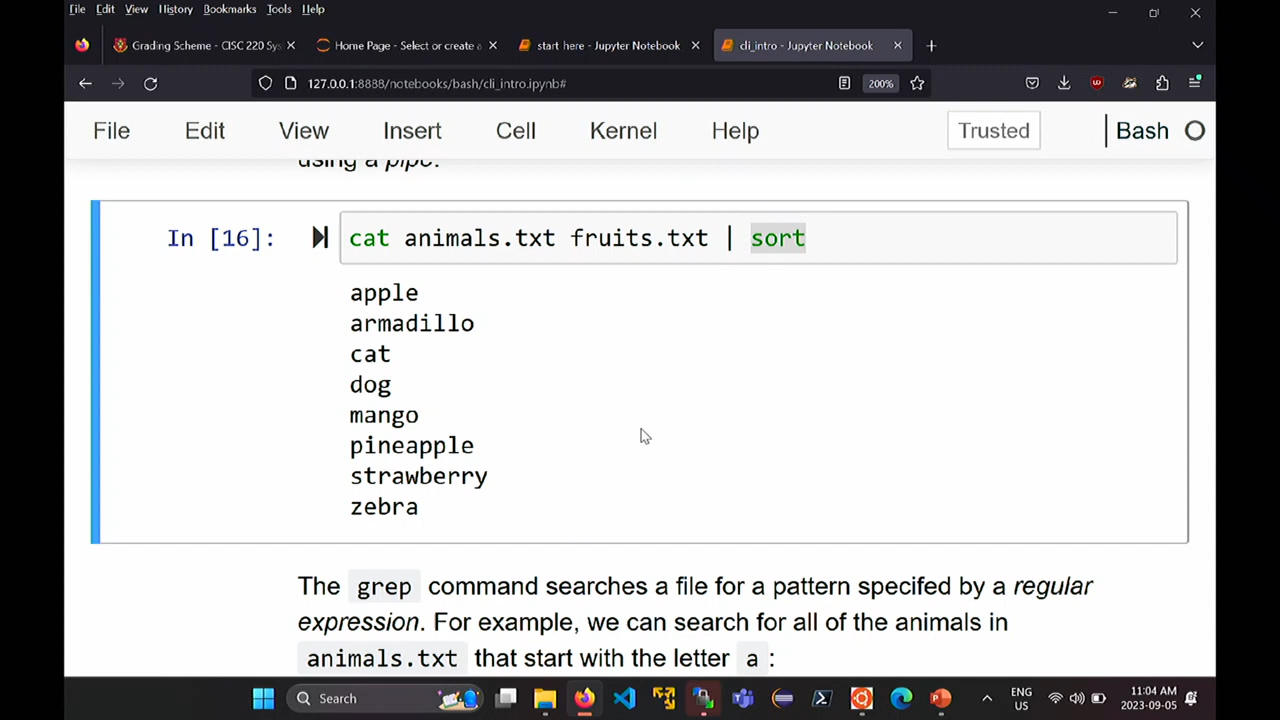 File Edit View History Bookmarks Tools Help
Grading Scheme - CISC 220 Sys
Home Page - Select or create a
start here - Jupyter Notebook
cli_intro - Jupyter Notebook
127.0.0.1:8888/notebooks/bash/cli_intro.ipynb#
200%
File Edit View Insert Cell Kernel Help
Trusted
Bash
using a pipe:
In [16]:
cat animals.txt fruits.txt | sort
apple
armadillo
cat
dog
mango
pineapple
strawberry
zebra
The grep command searches a file for a pattern specifed by a regular
expression. For example, we can search for all of the animals in
animals.txt that start with the letter a:
Search
ENG
US
11:04 AM
2023-09-05